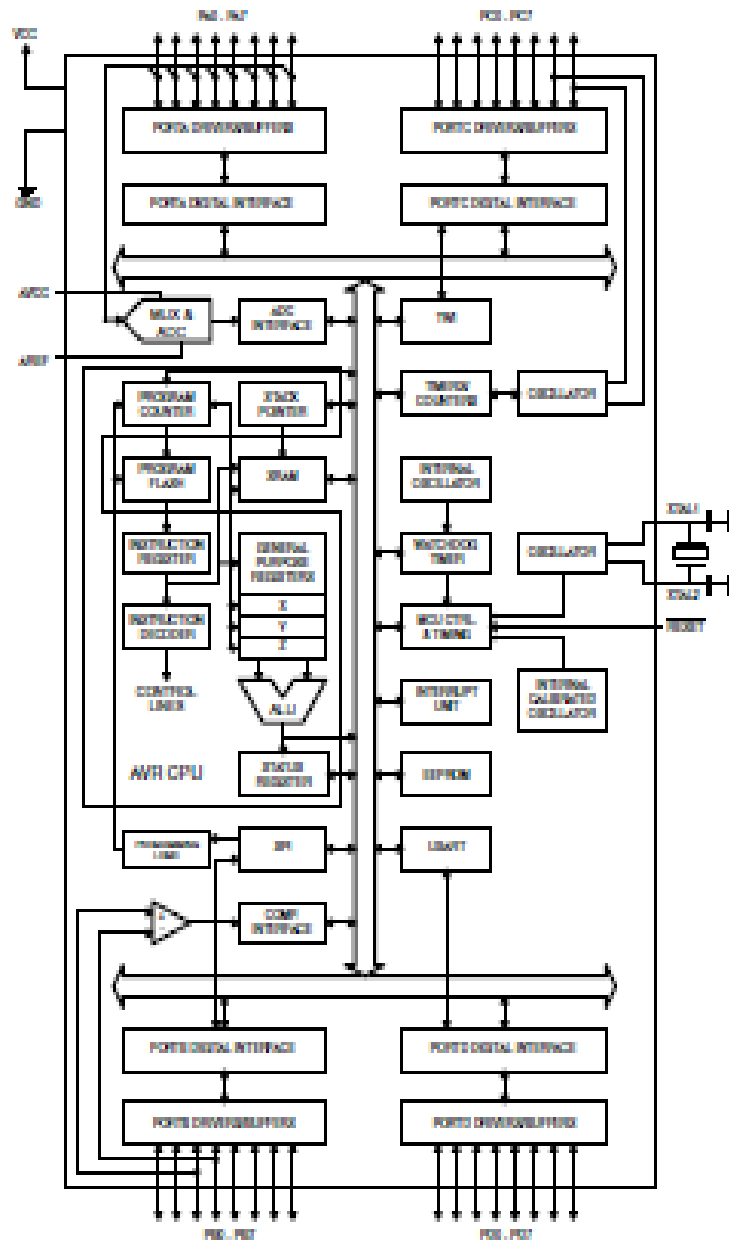 PA0 - PA7
PC0 - PC7
VCC
GND
PORTA DRIVERS/BUFFERS
PORTC DRIVERS/BUFFERS
PORTA DIGITAL INTERFACE
PORTC DIGITAL INTERFACE
AVCC
MUX &
ADC
ADC
INTERFACE
TWI
AREF
PROGRAM
COUNTER
STACK
POINTER
TIMERS/
COUNTERS
OSCILLATOR
PROGRAM
FLASH
SRAM
INTERNAL
OSCILLATOR
XTAL1
INSTRUCTION
REGISTER
GENERAL
PURPOSE
REGISTERS
WATCHDOG
TIMER
OSCILLATOR
XTAL2
X
INSTRUCTION
DECODER
Y
MCU CTRL.
& TIMING
RESET
Z
CONTROL
LINES
ALU
INTERRUPT
UNIT
INTERNAL
CALIBRATED
OSCILLATOR
AVR CPU
STATUS
REGISTER
EEPROM
PROGRAMMING
LOGIC
SPI
USART
+
-
COMP.
INTERFACE
PORTB DIGITAL INTERFACE
PORTD DIGITAL INTERFACE
PORTB DRIVERS/BUFFERS
PORTD DRIVERS/BUFFERS
PB0 - PB7
PD0 - PD7